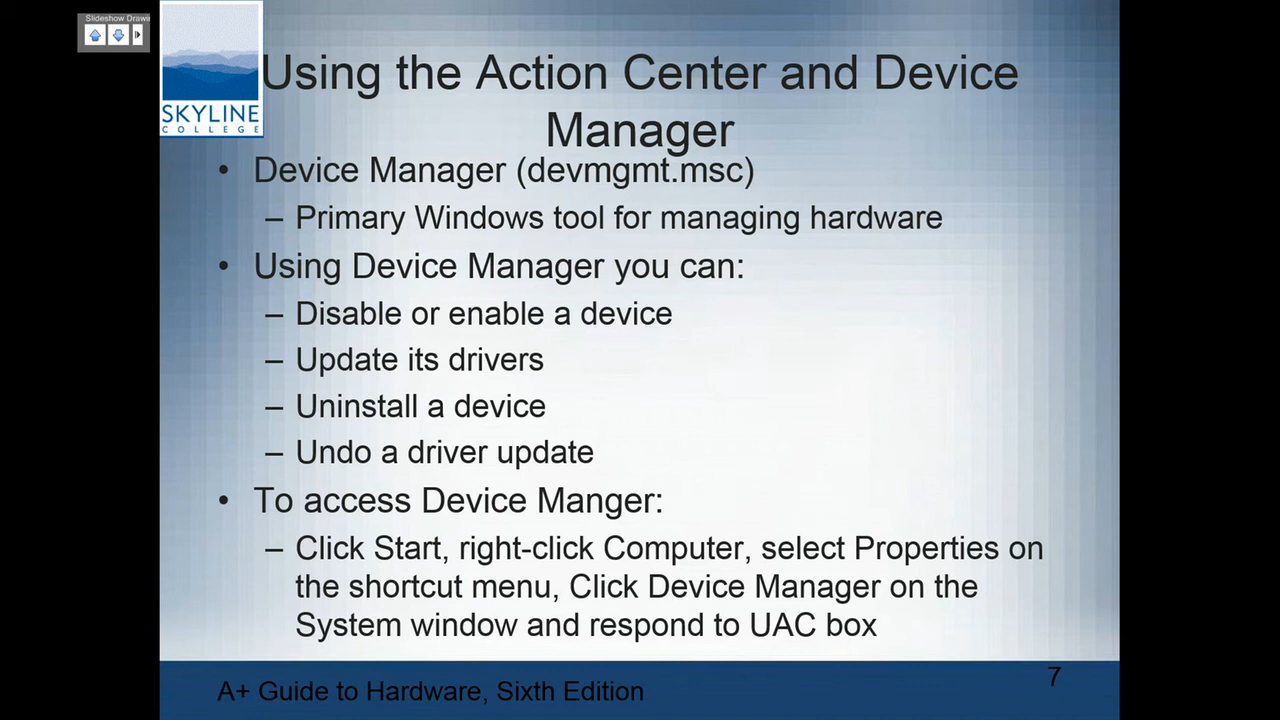 Slideshow Drawi
SKYLINE
COLLEGE
Using the Action Center and Device
Manager
• Device Manager (devmgmt.msc)
– Primary Windows tool for managing hardware
• Using Device Manager you can:
– Disable or enable a device
– Update its drivers
– Uninstall a device
– Undo a driver update
• To access Device Manger:
– Click Start, right-click Computer, select Properties on
the shortcut menu, Click Device Manager on the
System window and respond to UAC box
A+ Guide to Hardware, Sixth Edition
7